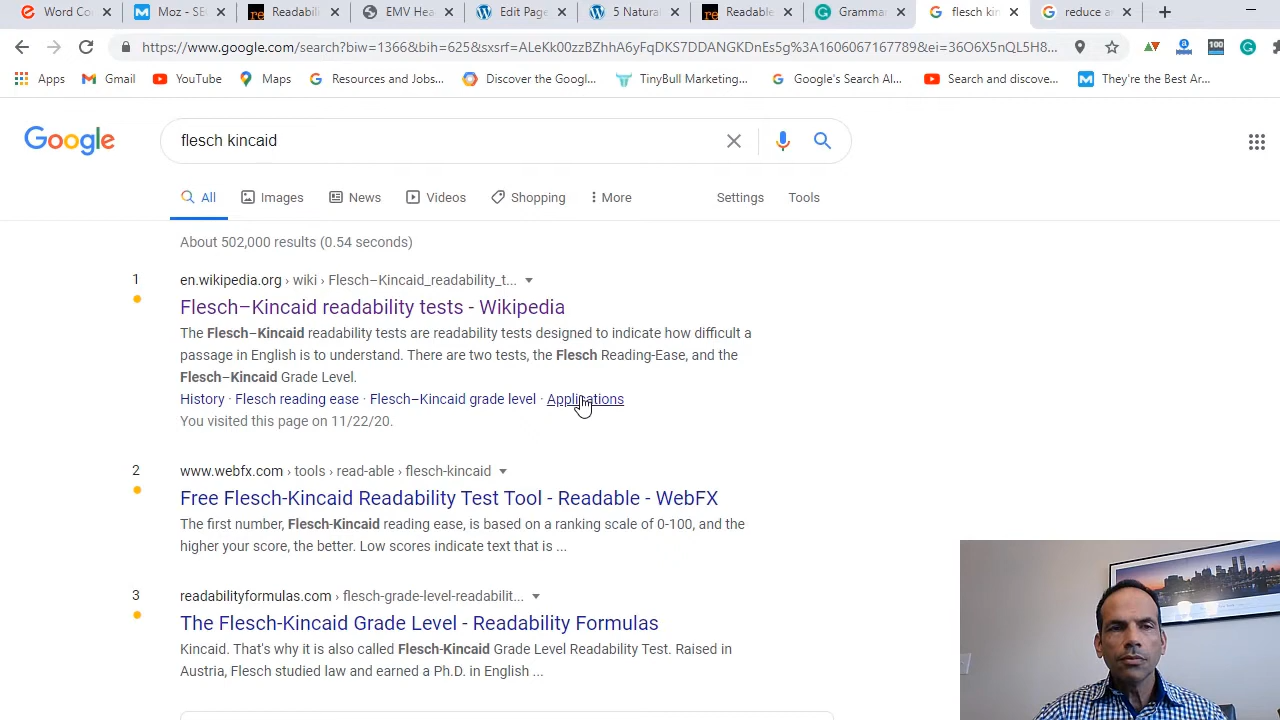 Word Co
Moz - SE
Readabili
EMV Hea
Edit Page
5 Natural
Readable
Grammar
flesch kin
reduce as
https://www.google.com/search?biw=1366&bih=625&sxsrf=ALeKk00zzBZhhA6yFqDKS7DDANGKDnEs5g%3A1606067167789&ei=36O6X5nQL5H8...
100
Apps
Gmail
YouTube
Maps
Resources and Jobs...
Discover the Googl...
TinyBull Marketing...
Google's Search Al...
Search and discove...
They're the Best Ar...
Google
flesch kincaid
All
Images
News
Videos
Shopping
More
Settings
Tools
About 502,000 results (0.54 seconds)
1
en.wikipedia.org › wiki › Flesch–Kincaid_readability_t...
Flesch–Kincaid readability tests - Wikipedia
The Flesch–Kincaid readability tests are readability tests designed to indicate how difficult a
passage in English is to understand. There are two tests, the Flesch Reading-Ease, and the
Flesch–Kincaid Grade Level.
History · Flesch reading ease · Flesch–Kincaid grade level · Applications
You visited this page on 11/22/20.
2
www.webfx.com › tools › read-able › flesch-kincaid
Free Flesch-Kincaid Readability Test Tool - Readable - WebFX
The first number, Flesch-Kincaid reading ease, is based on a ranking scale of 0-100, and the
higher your score, the better. Low scores indicate text that is ...
3
readabilityformulas.com › flesch-grade-level-readabilit...
The Flesch-Kincaid Grade Level - Readability Formulas
Kincaid. That's why it is also called Flesch-Kincaid Grade Level Readability Test. Raised in
Austria, Flesch studied law and earned a Ph.D. in English ...